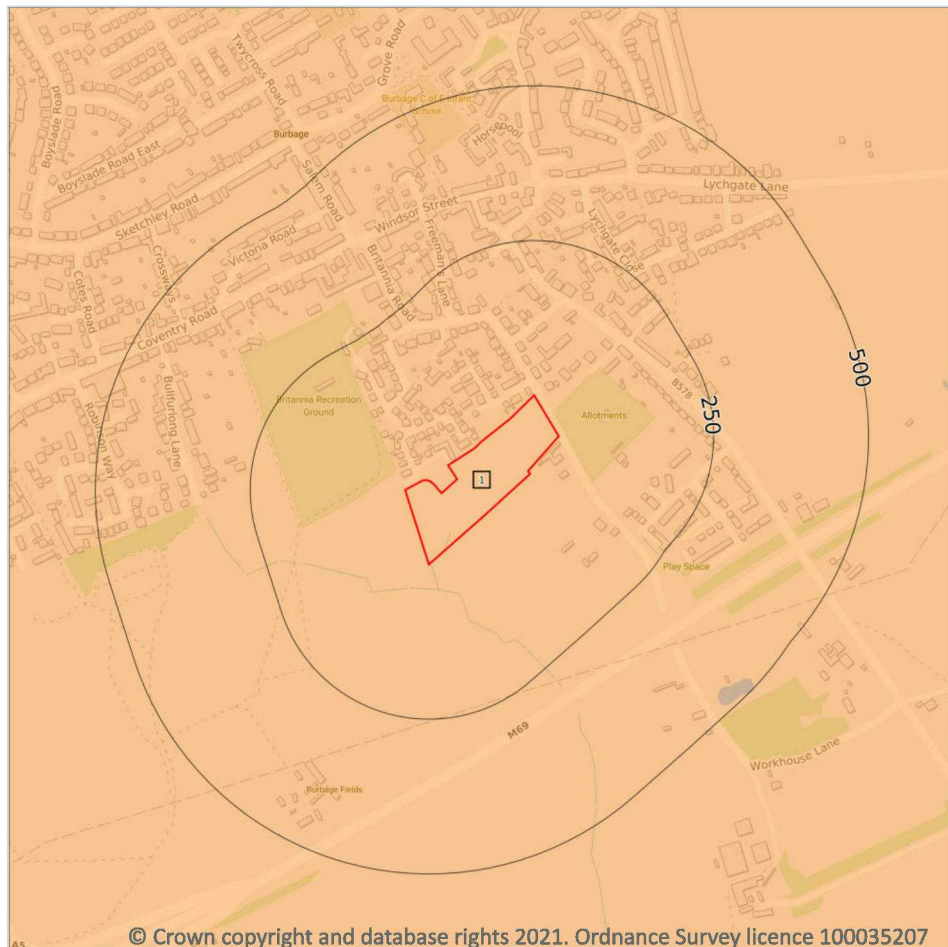 Grove Road
Twycross Road
Boyslade Road
Burbage C of E Infant
School
Horsepool
Burbage
Boyslade Road East
Lychgate Lane
Salem Road
Sketchley Road
Windsor Street
Freemans Lane
Lychgate Close
Victoria Road
Crossways
Britannia Road
Cotes Road
Coventry Road
500
Bullfurlong Lane
B578
250
Britannia Recreation
Ground
Allotments
Robinson Way
1
Play Space
M69
Workhouse Lane
Burbage Fields
A5
© Crown copyright and database rights 2021. Ordnance Survey licence 100035207